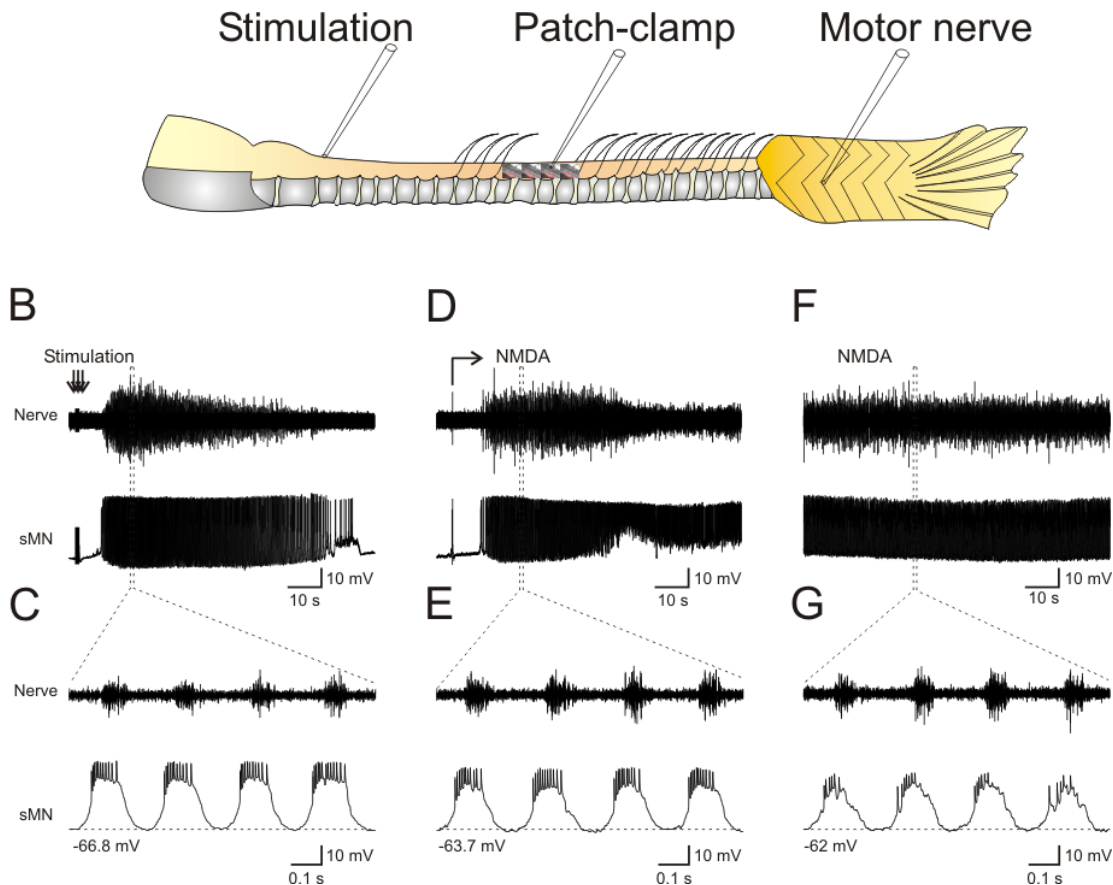 Stimulation Patch-clamp Motor nerve
B D F
Stimulation NMDA NMDA
Nerve
sMN
10 mV 10 mV 10 mV
10 s 10 s 10 s
C E G
Nerve
sMN
-66.8 mV -63.7 mV -62 mV
10 mV 10 mV 10 mV
0.1 s 0.1 s 0.1 s